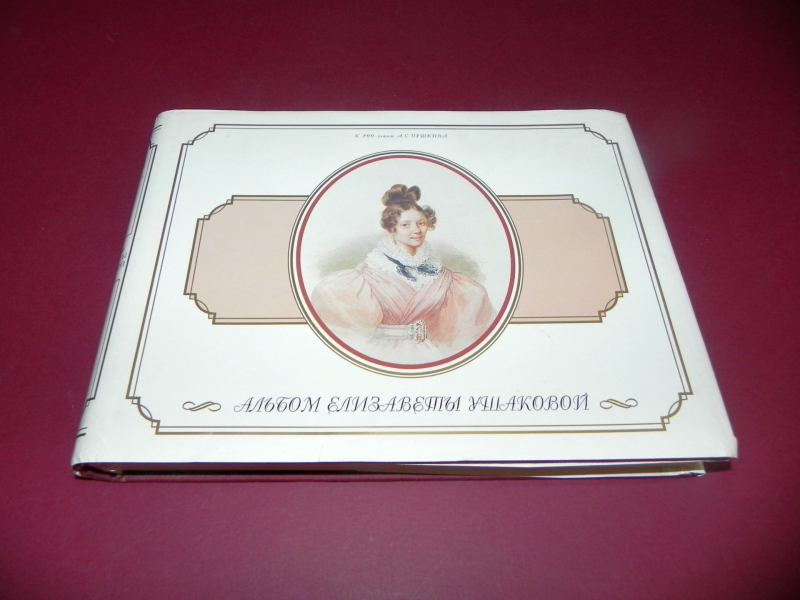 К 200-летию А.С. ПУШКИНА
АЛЬБОМ ЕЛИЗАВЕТЫ УШАКОВОЙ